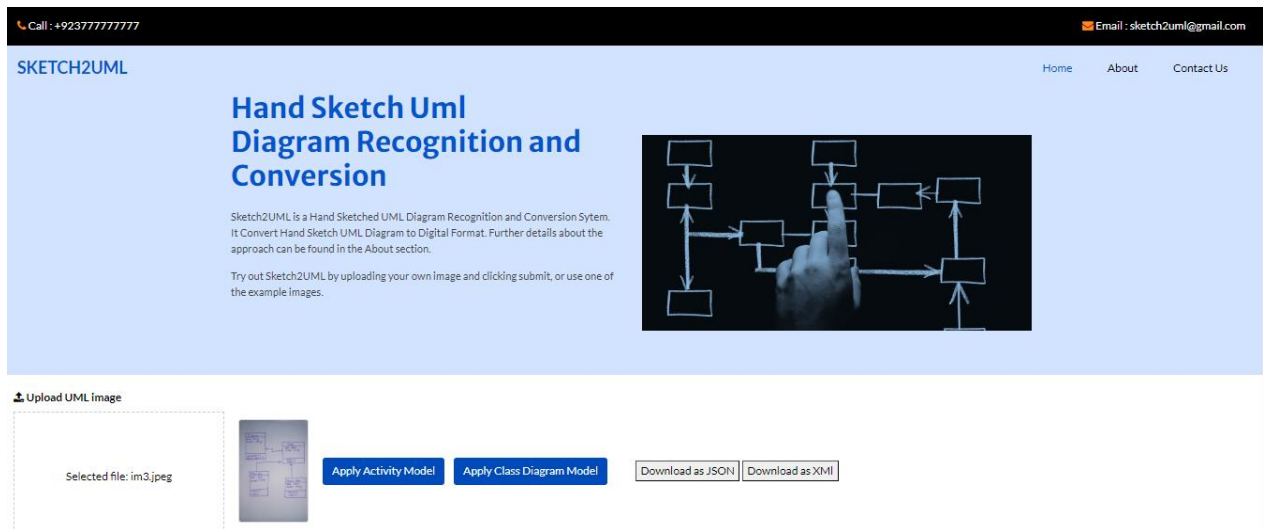 Call : +923777777777
Email : sketch2uml@gmail.com
SKETCH2UML
Home
About
Contact Us
Hand Sketch Uml
Diagram Recognition and
Conversion
Sketch2UML is a Hand Sketched UML Diagram Recognition and Conversion Sytem.
It Convert Hand Sketch UML Diagram to Digital Format. Further details about the
approach can be found in the About section.
Try out Sketch2UML by uploading your own image and clicking submit, or use one of
the example images.
Upload UML image
Selected file: im3.jpeg
Apply Activity Model
Apply Class Diagram Model
Download as JSON
Download as XMI